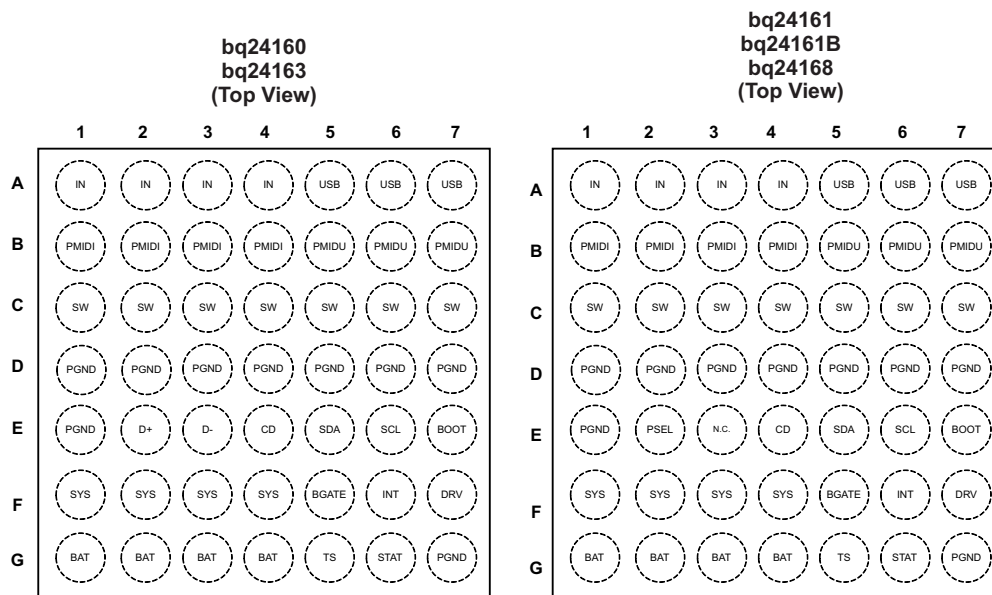 bq24160
bq24163
(Top View)
1 2 3 4 5 6 7
A IN IN IN IN USB USB USB
B PMIDI PMIDI PMIDI PMIDI PMIDU PMIDU PMIDU
C SW SW SW SW SW SW SW
D PGND PGND PGND PGND PGND PGND PGND
E PGND D+ D- CD SDA SCL BOOT
F SYS SYS SYS SYS BGATE INT DRV
G BAT BAT BAT BAT TS STAT PGND
bq24161
bq24161B
bq24168
(Top View)
1 2 3 4 5 6 7
A IN IN IN IN USB USB USB
B PMIDI PMIDI PMIDI PMIDI PMIDU PMIDU PMIDU
C SW SW SW SW SW SW SW
D PGND PGND PGND PGND PGND PGND PGND
E PGND PSEL N.C. CD SDA SCL BOOT
F SYS SYS SYS SYS BGATE INT DRV
G BAT BAT BAT BAT TS STAT PGND